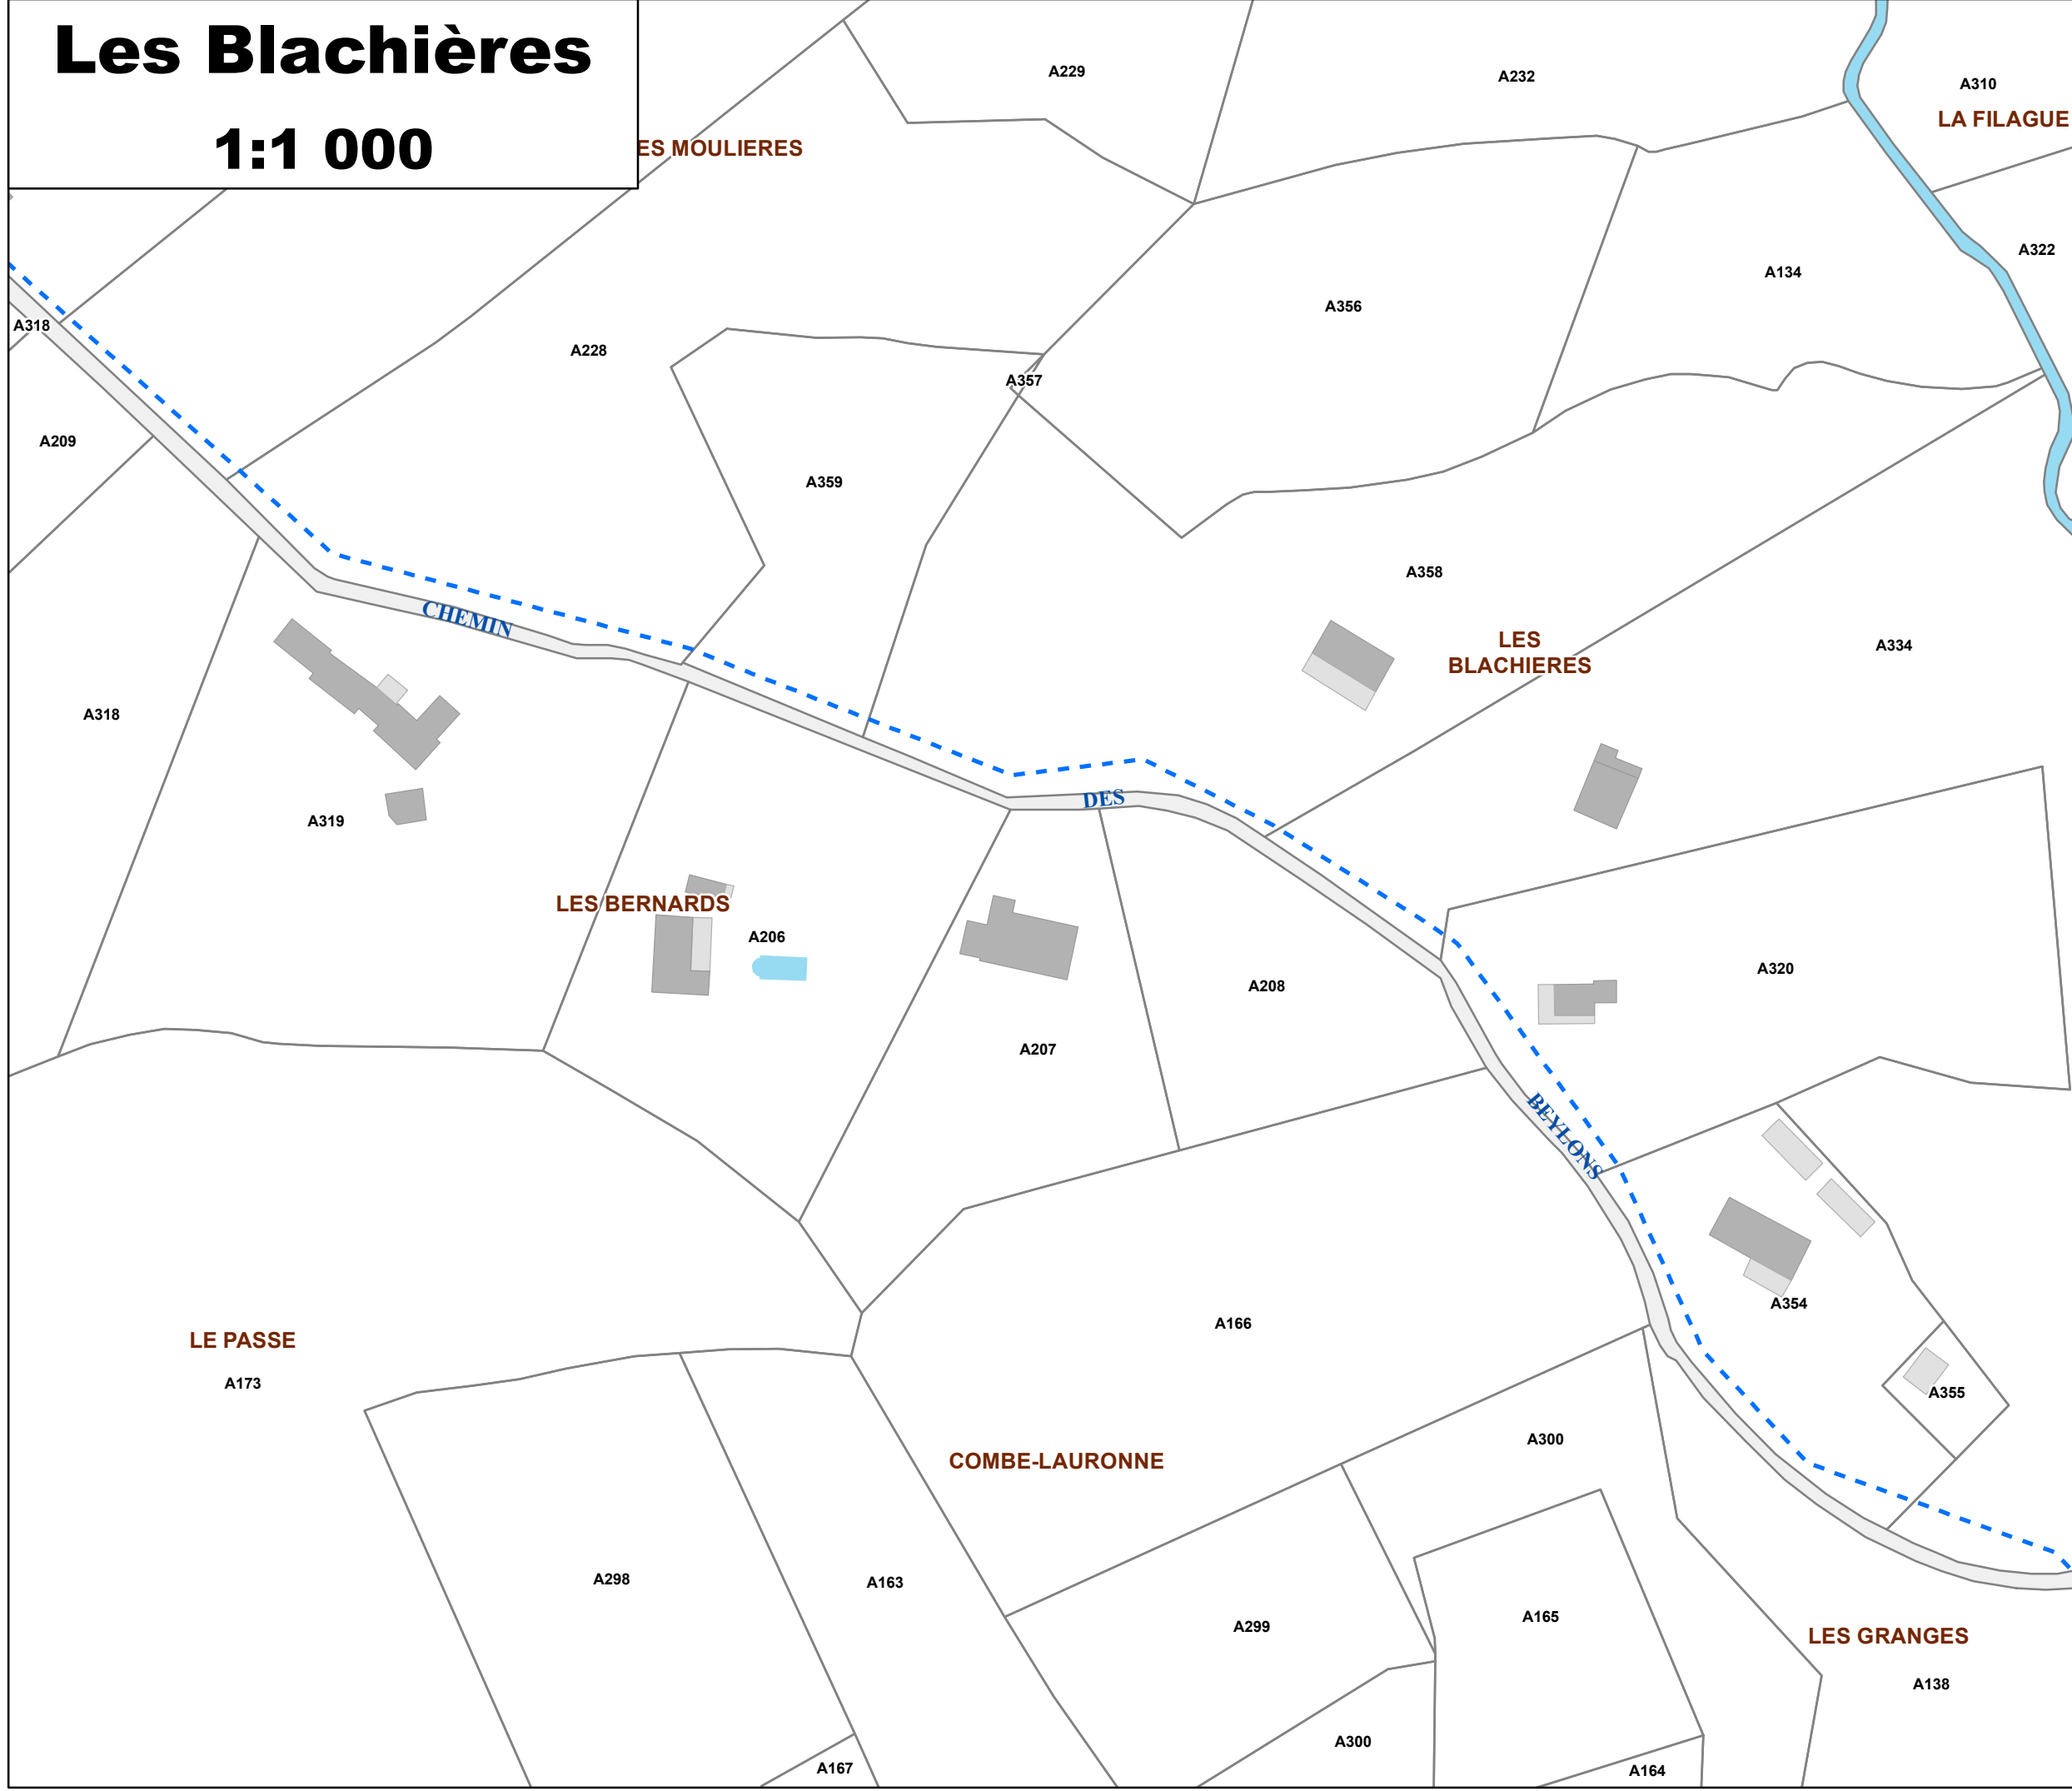 Les Blachières
1:1 000
A229
A232
A310
LA FILAGUE
ES MOULIERES
A322
A134
A356
A318
A228
A357
A209
A359
A358
LES
BLACHIERES
A334
CHEMIN
A318
DES
A319
LES BERNARDS
A206
A320
A208
A207
BEYLONS
A354
A166
LE PASSE
A173
A355
A300
COMBE-LAURONNE
A298
A163
A165
A299
LES GRANGES
A138
A300
A167
A164